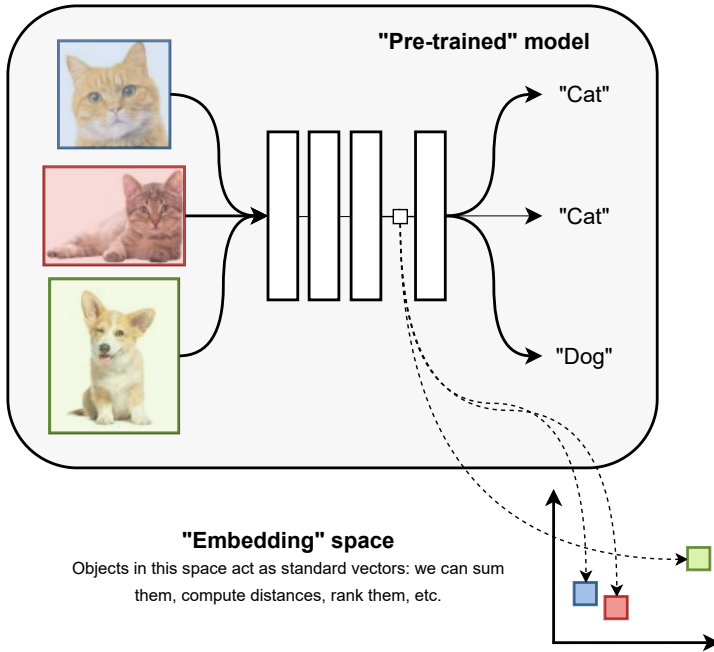 "Pre-trained" model
"Cat"
"Cat"
"Dog"
"Embedding" space
Objects in this space act as standard vectors: we can sum
them, compute distances, rank them, etc.